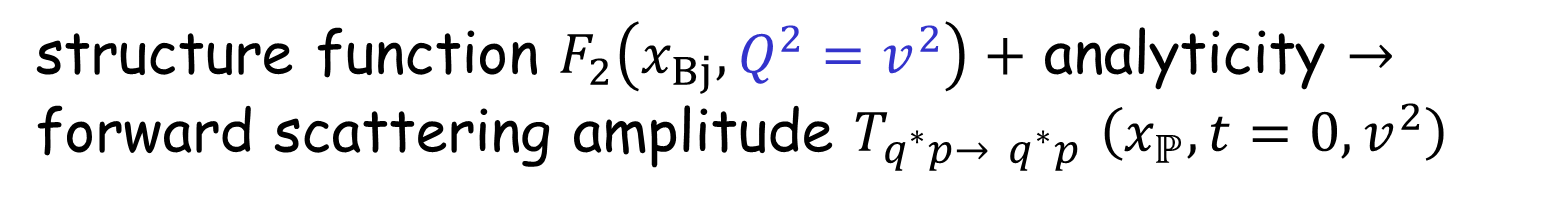 structure function F₂(x_Bj, Q² = v²) + analyticity →
forward scattering amplitude T_{q*p→ q*p} (x_ℙ, t = 0, v²)